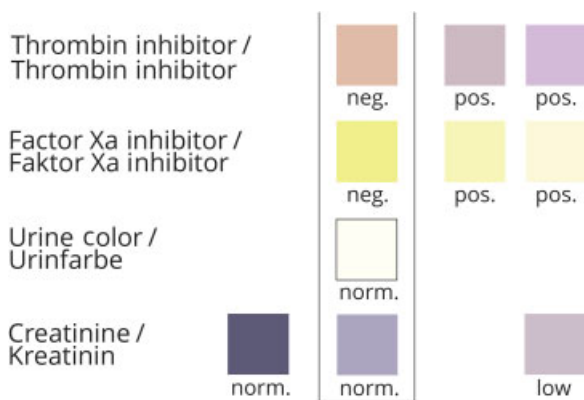 Thrombin inhibitor /
Thrombin inhibitor
neg. pos. pos.
Factor Xa inhibitor /
Faktor Xa inhibitor
neg. pos. pos.
Urine color /
Urinfarbe
norm.
Creatinine /
Kreatinin
norm. norm. low